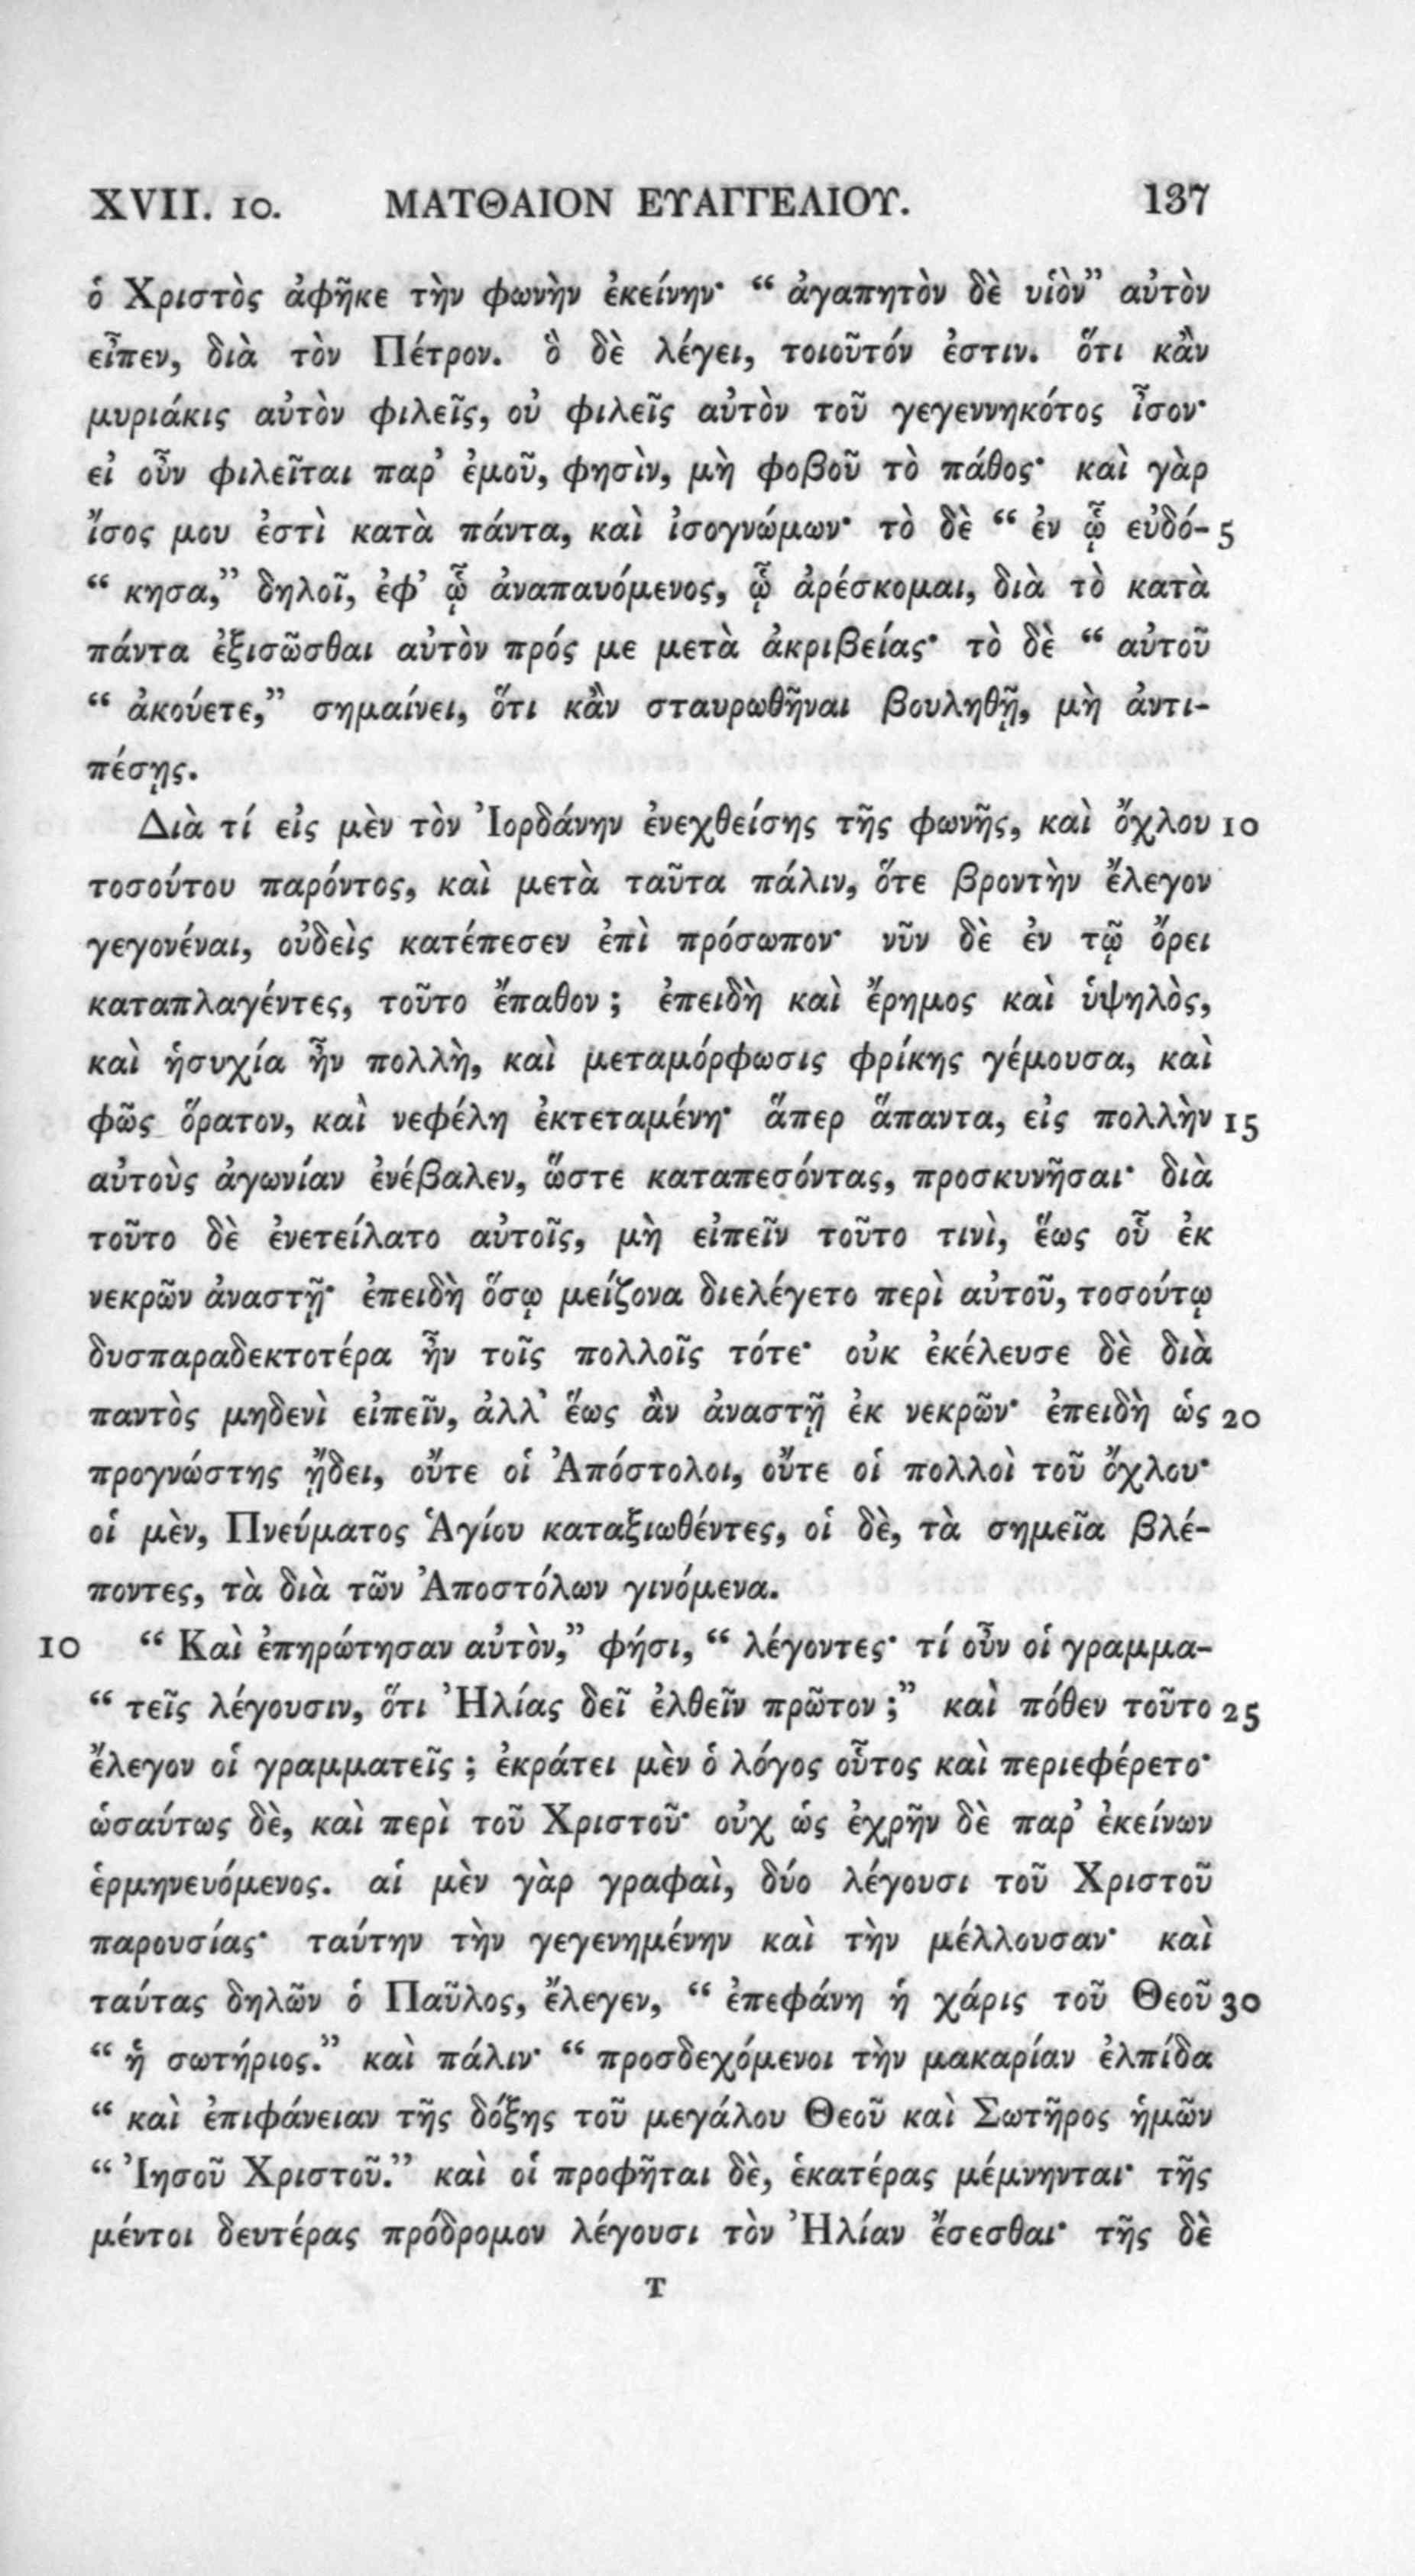 XVII. 10. ΜΑΤΘΑΙΟΝ ΕΥΑΓΓΕΛΙΟΥ. 137
ὁ Χριστὸς ἀφῆκε τὴν φωνὴν ἐκείνην· “ ἀγαπητὸν δὲ υἱὸν” αὐτὸν
εἶπεν, διὰ τὸν Πέτρον. ὃ δὲ λέγει, τοιοῦτόν ἐστιν. ὅτι κἂν
μυριάκις αὐτὸν φιλεῖς, οὐ φιλεῖς αὐτὸν τοῦ γεγεννηκότος ἶσον·
εἰ οὖν φιλεῖται παρ’ ἐμοῦ, φησὶν, μὴ φοβοῦ τὸ πάθος· καὶ γὰρ
ἴσος μου ἐστὶ κατὰ πάντα, καὶ ἰσογνώμων· τὸ δὲ “ ἐν ᾧ εὐδό- 5
“ κησα,” δηλοῖ, ἐφ’ ᾧ ἀναπαυόμενος, ᾧ ἀρέσκομαι, διὰ τὸ κατὰ
πάντα ἐξισῶσθαι αὐτὸν πρός με μετὰ ἀκριβείας· τὸ δὲ “ αὐτοῦ
“ ἀκούετε,” σημαίνει, ὅτι κἂν σταυρωθῆναι βουληθῇ, μὴ ἀντι-
πέσῃς.
Διὰ τί εἰς μὲν τὸν Ἰορδάνην ἐνεχθείσης τῆς φωνῆς, καὶ ὄχλου 10
τοσούτου παρόντος, καὶ μετὰ ταῦτα πάλιν, ὅτε βροντὴν ἔλεγον
γεγονέναι, οὐδεὶς κατέπεσεν ἐπὶ πρόσωπον· νῦν δὲ ἐν τῷ ὄρει
καταπλαγέντες, τοῦτο ἔπαθον ; ἐπειδὴ καὶ ἔρημος καὶ ὑψηλὸς,
καὶ ἡσυχία ἦν πολλὴ, καὶ μεταμόρφωσις φρίκης γέμουσα, καὶ
φῶς ὅρατον, καὶ νεφέλη ἐκτεταμένη· ἅπερ ἅπαντα, εἰς πολλὴν 15
αὐτοὺς ἀγωνίαν ἐνέβαλεν, ὥστε καταπεσόντας, προσκυνῆσαι· διὰ
τοῦτο δὲ ἐνετείλατο αὐτοῖς, μὴ εἰπεῖν τοῦτο τινὶ, ἕως οὗ ἐκ
νεκρῶν ἀναστῇ· ἐπειδὴ ὅσῳ μείζονα διελέγετο περὶ αὐτοῦ, τοσούτῳ
δυσπαραδεκτοτέρα ἦν τοῖς πολλοῖς τότε· οὐκ ἐκέλευσε δὲ διὰ
παντὸς μηδενὶ εἰπεῖν, ἀλλ’ ἕως ἂν ἀναστῇ ἐκ νεκρῶν· ἐπειδὴ ὡς 20
προγνώστης ᾔδει, οὔτε οἱ Ἀπόστολοι, οὔτε οἱ πολλοὶ τοῦ ὄχλου·
οἱ μὲν, Πνεύματος Ἁγίου καταξιωθέντες, οἱ δὲ, τὰ σημεῖα βλέ-
ποντες, τὰ διὰ τῶν Ἀποστόλων γινόμενα.
10 “ Καὶ ἐπηρώτησαν αὐτὸν,” φήσι, “ λέγοντες· τί οὖν οἱ γραμμα-
“ τεῖς λέγουσιν, ὅτι Ἠλίας δεῖ ἐλθεῖν πρῶτον ;” καὶ πόθεν τοῦτο 25
ἔλεγον οἱ γραμματεῖς ; ἐκράτει μὲν ὁ λόγος οὗτος καὶ περιεφέρετο·
ὡσαύτως δὲ, καὶ περὶ τοῦ Χριστοῦ· οὐχ ὡς ἐχρῆν δὲ παρ’ ἐκείνων
ἑρμηνευόμενος. αἱ μὲν γὰρ γραφαὶ, δύο λέγουσι τοῦ Χριστοῦ
παρουσίας· ταύτην τὴν γεγενημένην καὶ τὴν μέλλουσαν· καὶ
ταύτας δηλῶν ὁ Παῦλος, ἔλεγεν, “ ἐπεφάνη ἡ χάρις τοῦ Θεοῦ 30
“ ἡ σωτήριος.” καὶ πάλιν· “ προσδεχόμενοι τὴν μακαρίαν ἐλπίδα
“ καὶ ἐπιφάνειαν τῆς δόξης τοῦ μεγάλου Θεοῦ καὶ Σωτῆρος ἡμῶν
“ Ἰησοῦ Χριστοῦ.” καὶ οἱ προφῆται δὲ, ἑκατέρας μέμνηνται· τῆς
μέντοι δευτέρας πρόδρομον λέγουσι τὸν Ἠλίαν ἔσεσθαι· τῆς δὲ
T